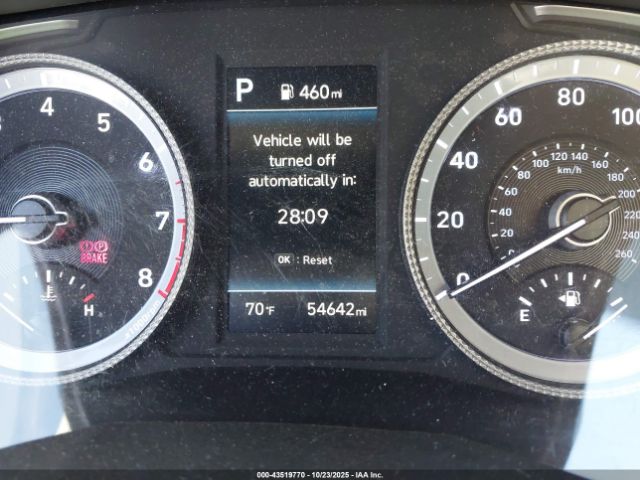 P 460mi
Vehicle will be
turned off
automatically in:
28:09
OK : Reset
70°F 54642mi
4 5 6 7 8
H
BRAKE
0 20 40 60 80 100
0 20 40 60 80 100 120 140 160 180 200 220 260
km/h
E
000-43519770 - 10/23/2025 - IAA Inc.